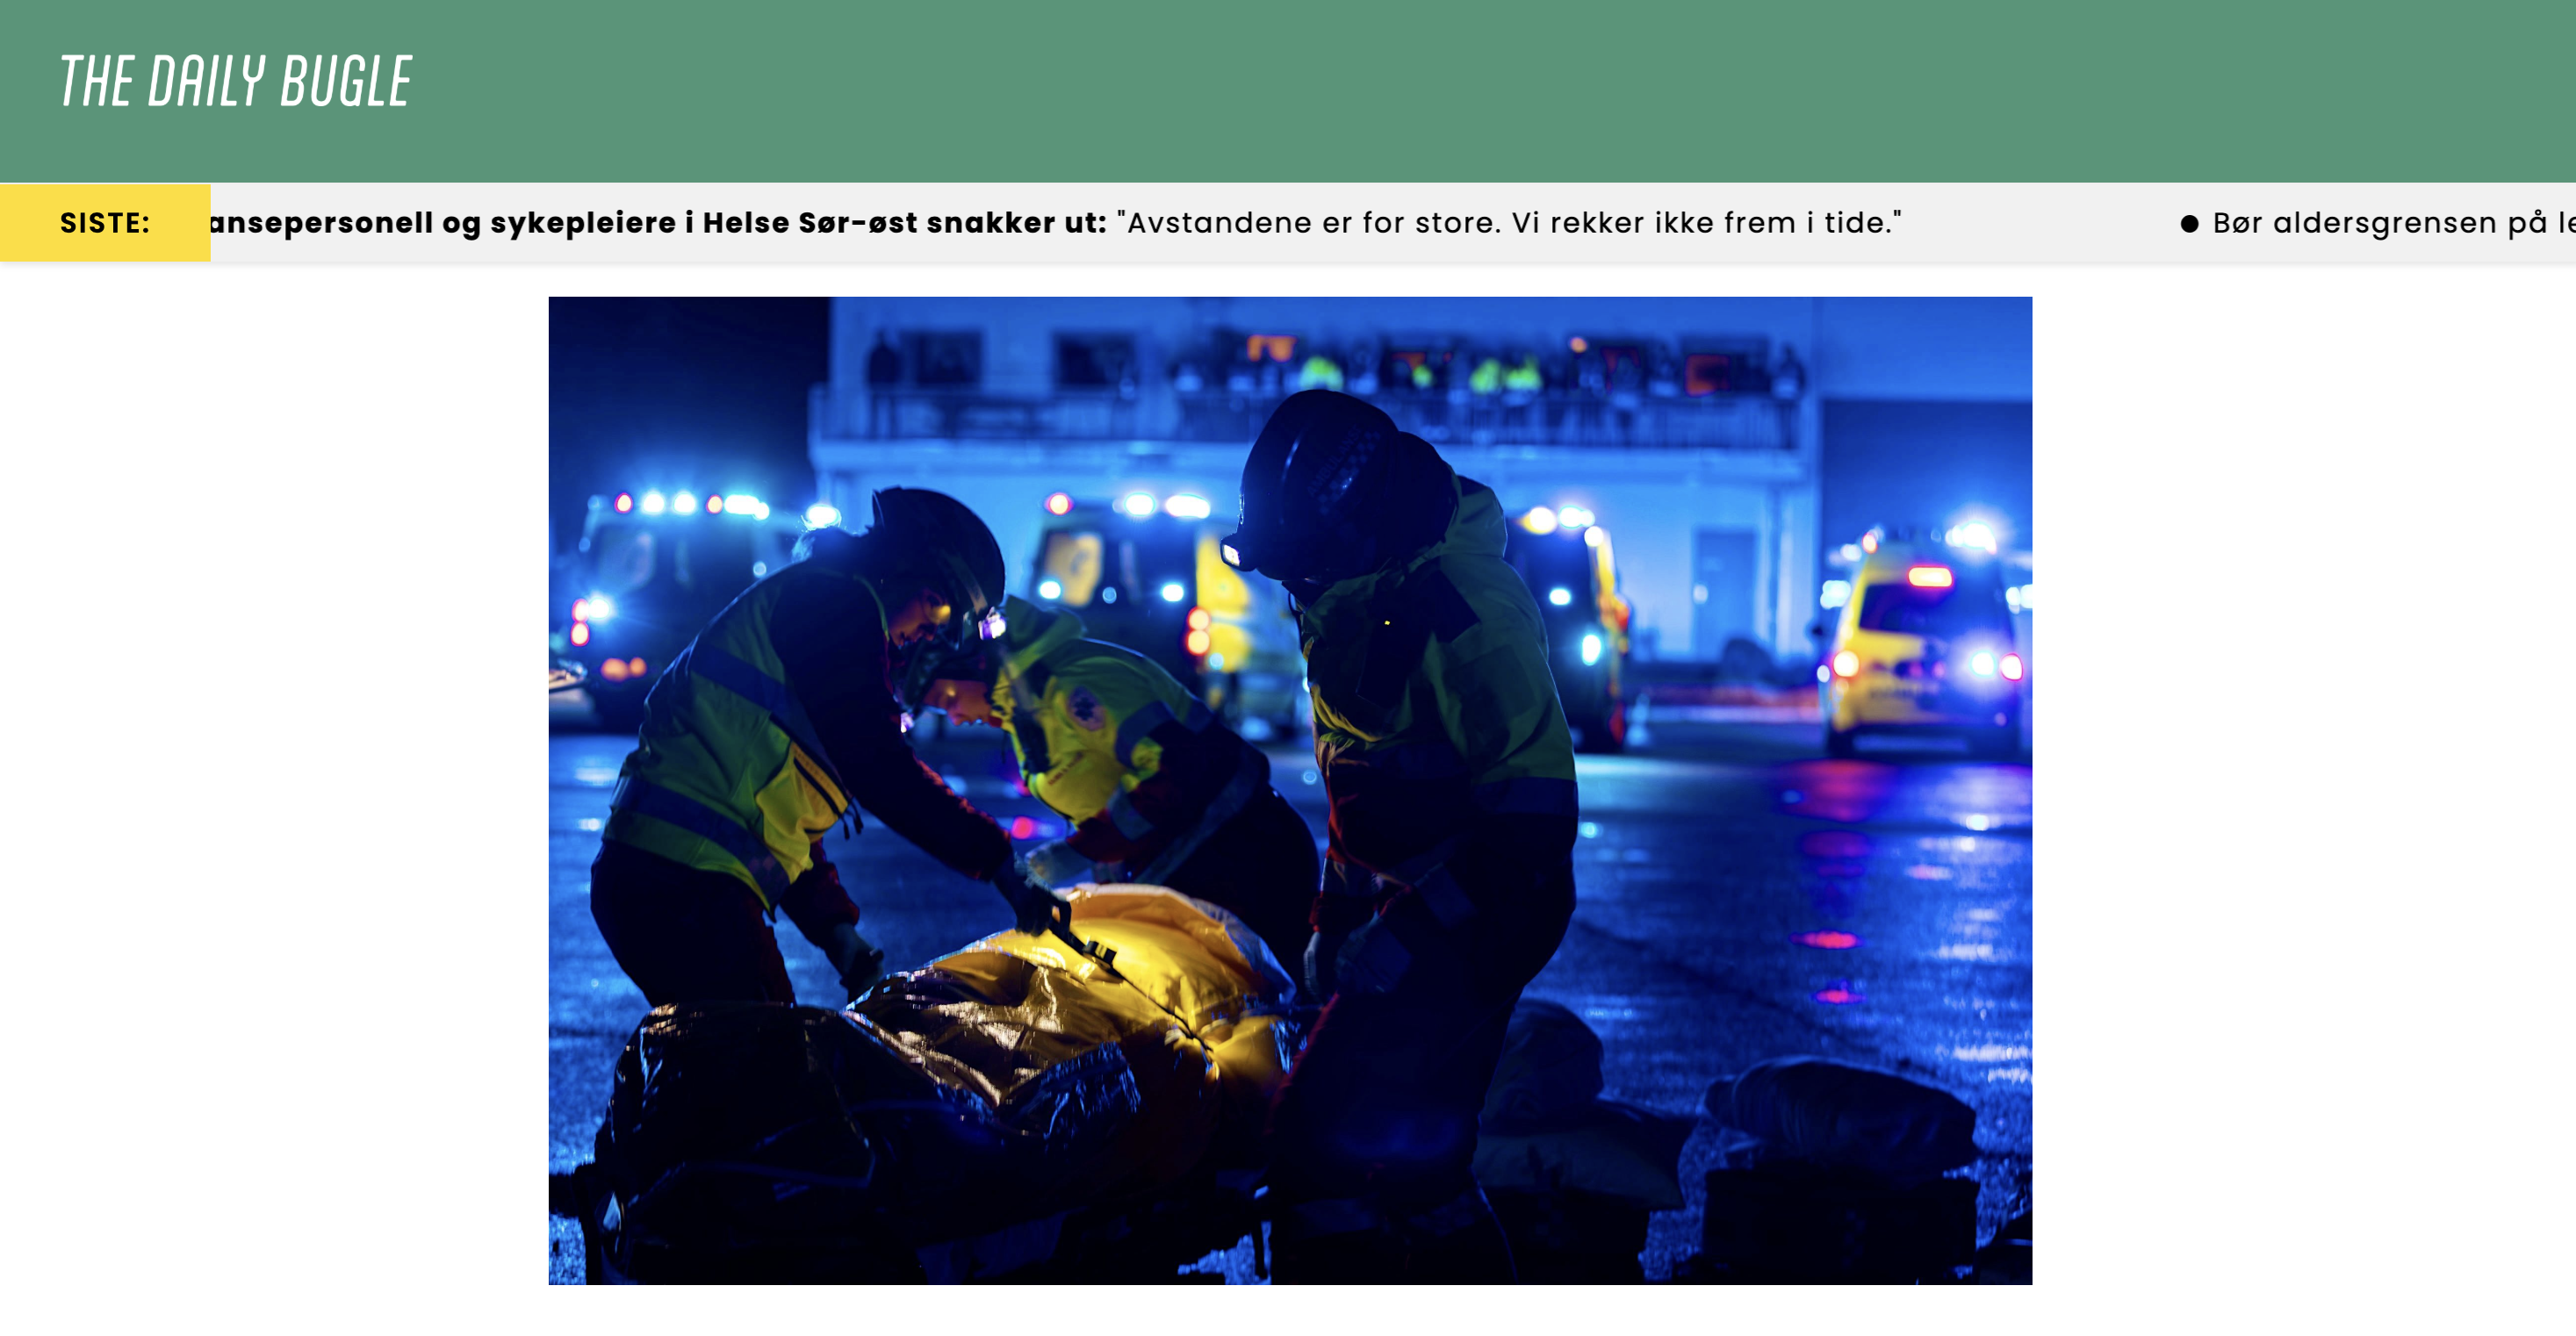 THE DAILY BUGLE
SISTE:
ansepersonell og sykepleiere i Helse Sør-øst snakker ut: "Avstandene er for store. Vi rekker ikke frem i tide."
● Bør aldersgrensen på le